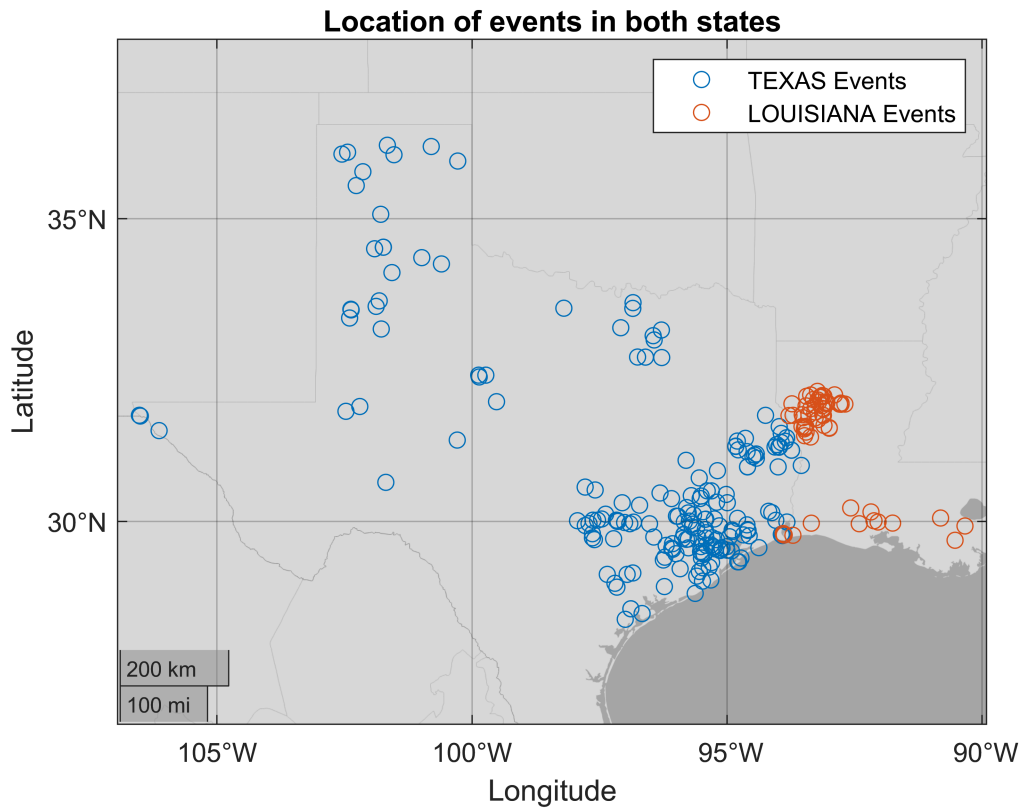 Location of events in both states
TEXAS Events
LOUISIANA Events
35°N
30°N
Latitude
200 km
100 mi
105°W
100°W
95°W
90°W
Longitude